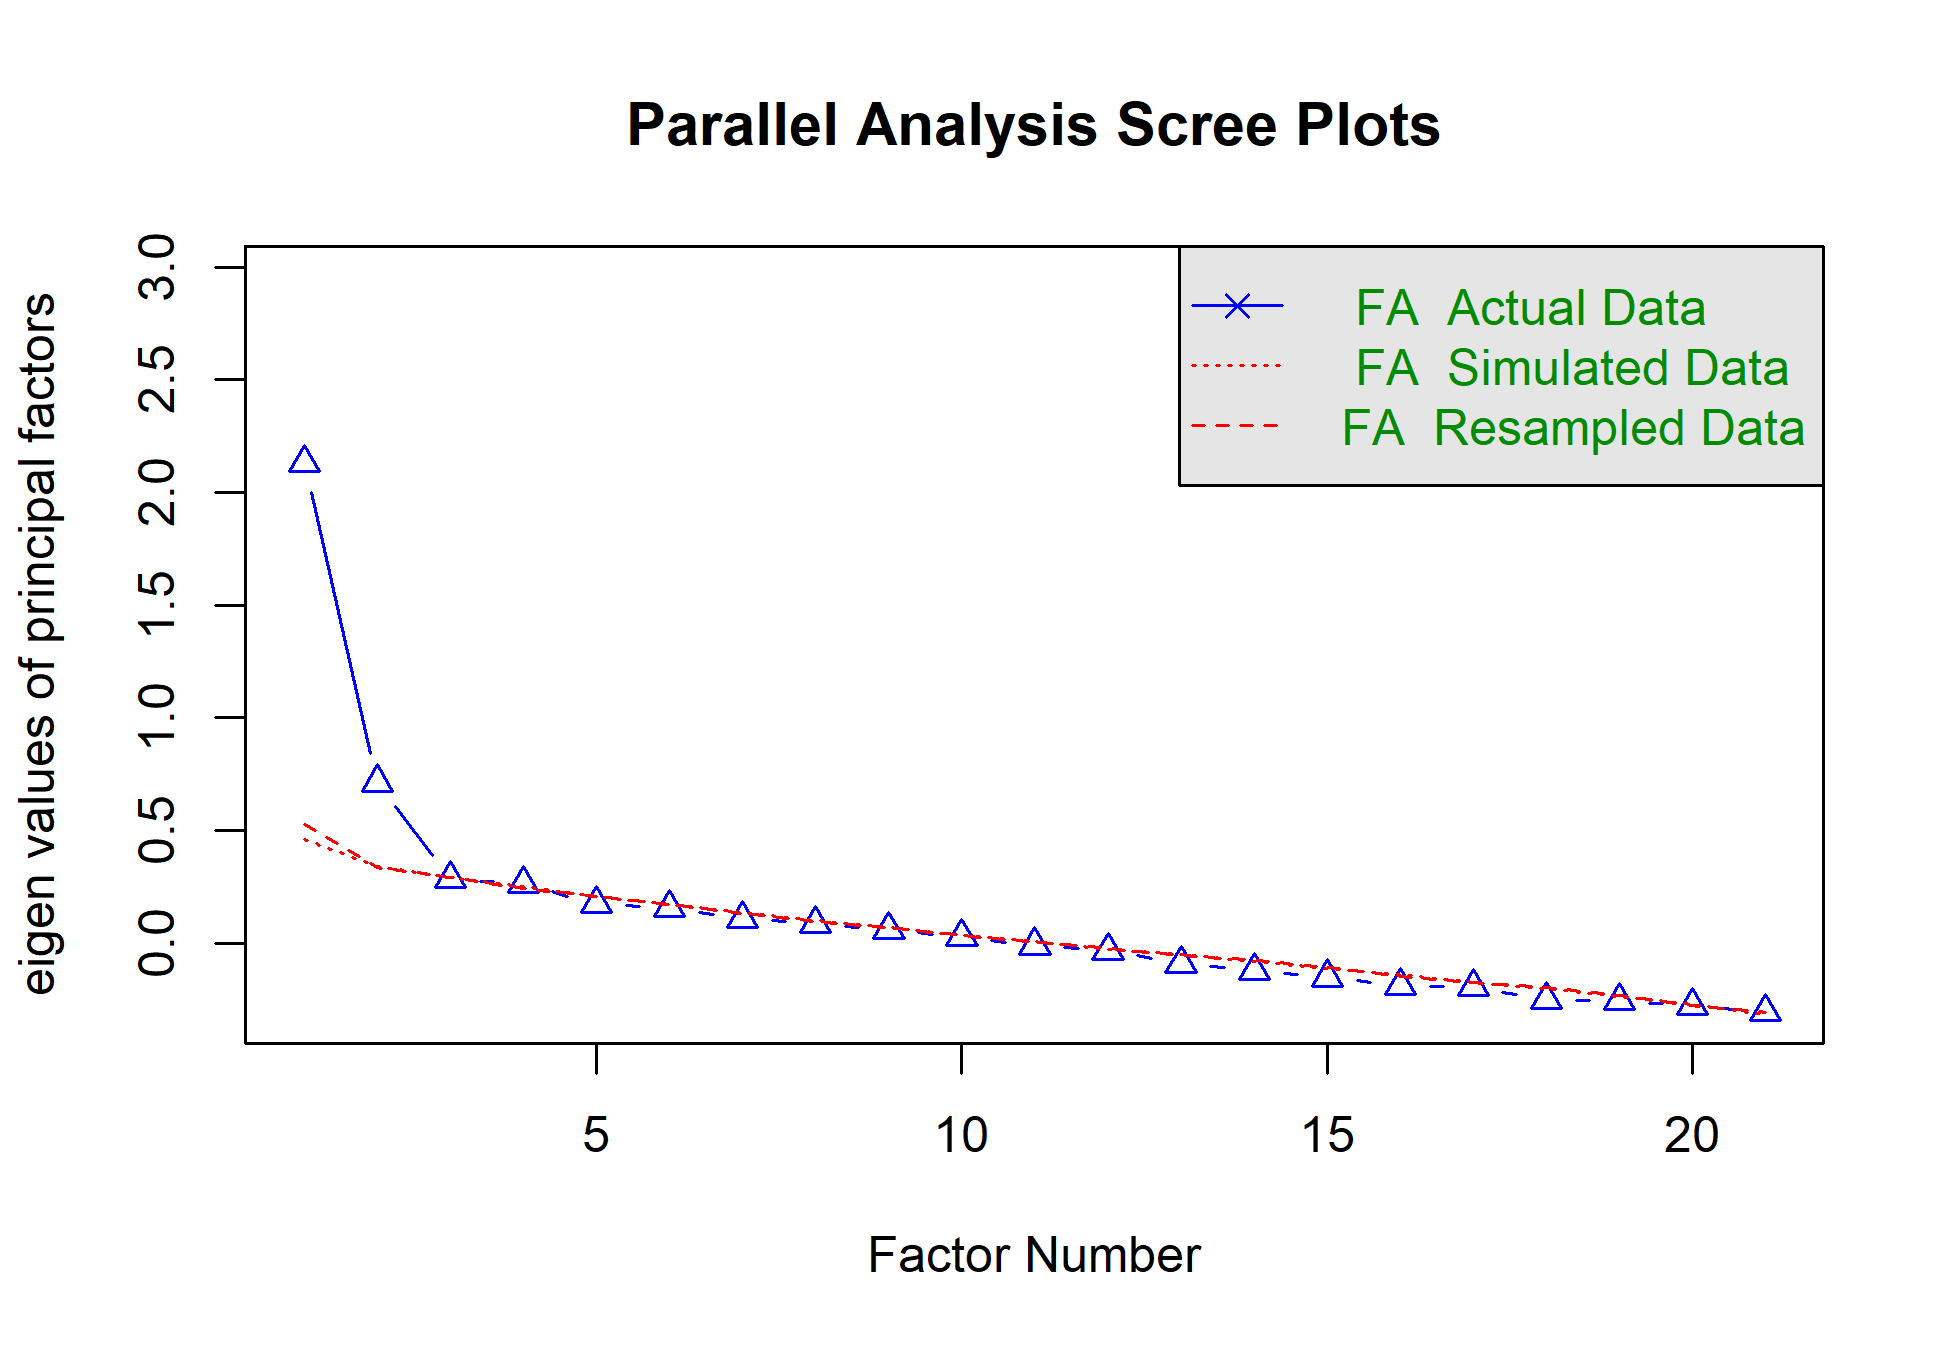 Parallel Analysis Scree Plots
eigen values of principal factors
3.0
2.5
2.0
1.5
1.0
0.5
0.0
FA  Actual Data
FA  Simulated Data
FA  Resampled Data
5
10
15
20
Factor Number